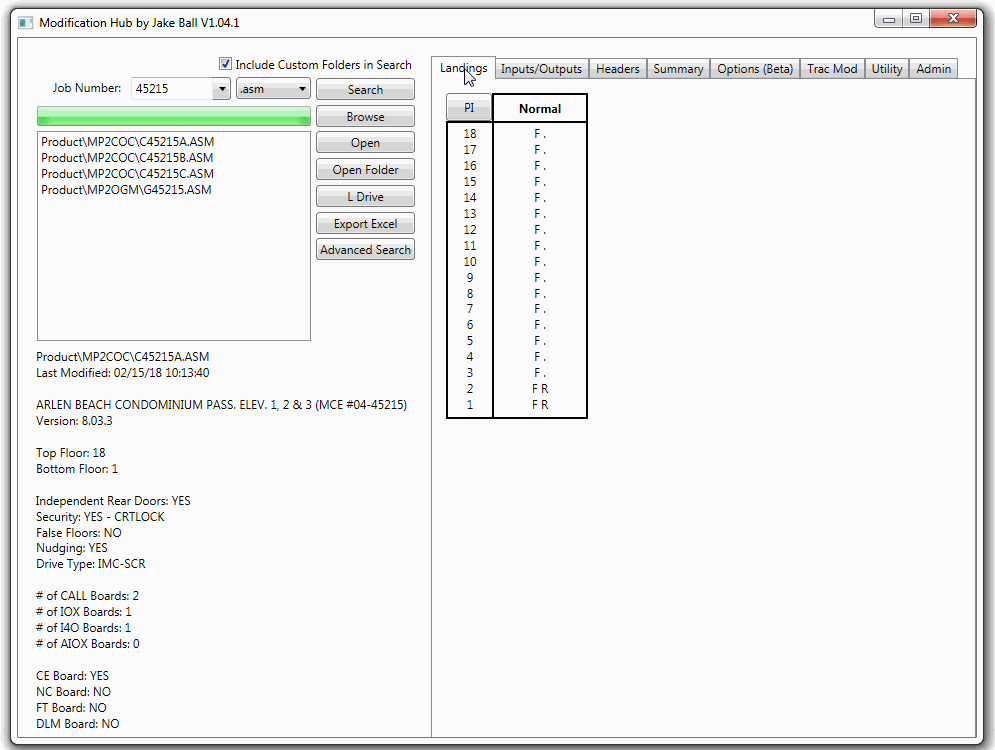 Modification Hub by Jake Ball V1.04.1
Include Custom Folders in Search
Job Number: 45215 .asm Search
Browse
Open
Open Folder
L Drive
Export Excel
Advanced Search
Product\MP2COC\C45215A.ASM
Product\MP2COC\C45215B.ASM
Product\MP2COC\C45215C.ASM
Product\MP2OGM\G45215.ASM
Product\MP2COC\C45215A.ASM
Last Modified: 02/15/18 10:13:40
ARLEN BEACH CONDOMINIUM PASS. ELEV. 1, 2 & 3 (MCE #04-45215)
Version: 8.03.3
Top Floor: 18
Bottom Floor: 1
Independent Rear Doors: YES
Security: YES - CRTLOCK
False Floors: NO
Nudging: YES
Drive Type: IMC-SCR
# of CALL Boards: 2
# of IOX Boards: 1
# of I4O Boards: 1
# of AIOX Boards: 0
CE Board: YES
NC Board: NO
FT Board: NO
DLM Board: NO
Landings Inputs/Outputs Headers Summary Options (Beta) Trac Mod Utility Admin
PI Normal
18 F .
17 F .
16 F .
15 F .
14 F .
13 F .
12 F .
11 F .
10 F .
9 F .
8 F .
7 F .
6 F .
5 F .
4 F .
3 F .
2 F R
1 F R